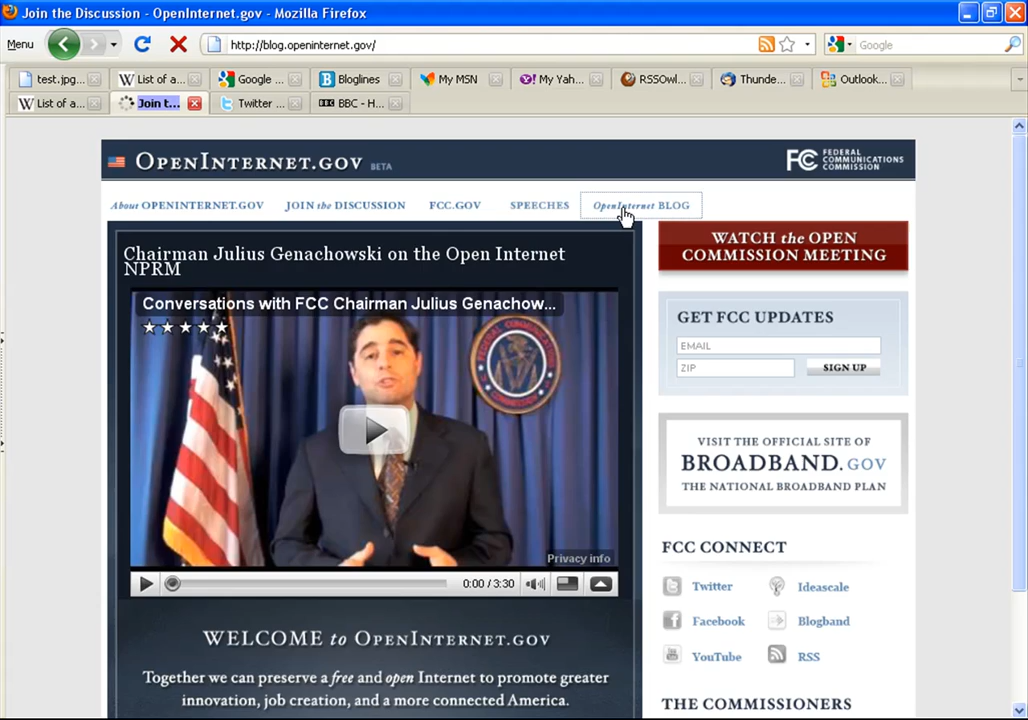 Join the Discussion - OpenInternet.gov - Mozilla Firefox
Menu
http://blog.openinternet.gov/
Google
test.jpg...
List of a...
Google ...
Bloglines
My MSN
My Yah...
RSSOwl...
Thunde...
Outlook...
List of a...
Join t...
Twitter ...
BBC - H...
OPENINTERNET.GOV BETA
FC FEDERAL COMMUNICATIONS COMMISSION
About OPENINTERNET.GOV
JOIN the DISCUSSION
FCC.GOV
SPEECHES
OpenInternet BLOG
Chairman Julius Genachowski on the Open Internet
NPRM
Conversations with FCC Chairman Julius Genachow...
Privacy info
0:00 / 3:30
WELCOME to OPENINTERNET.GOV
Together we can preserve a free and open Internet to promote greater
innovation, job creation, and a more connected America.
WATCH the OPEN
COMMISSION MEETING
GET FCC UPDATES
EMAIL
ZIP
SIGN UP
VISIT THE OFFICIAL SITE OF
BROADBAND.GOV
THE NATIONAL BROADBAND PLAN
FCC CONNECT
Twitter
Ideascale
Facebook
Blogband
YouTube
RSS
THE COMMISSIONERS